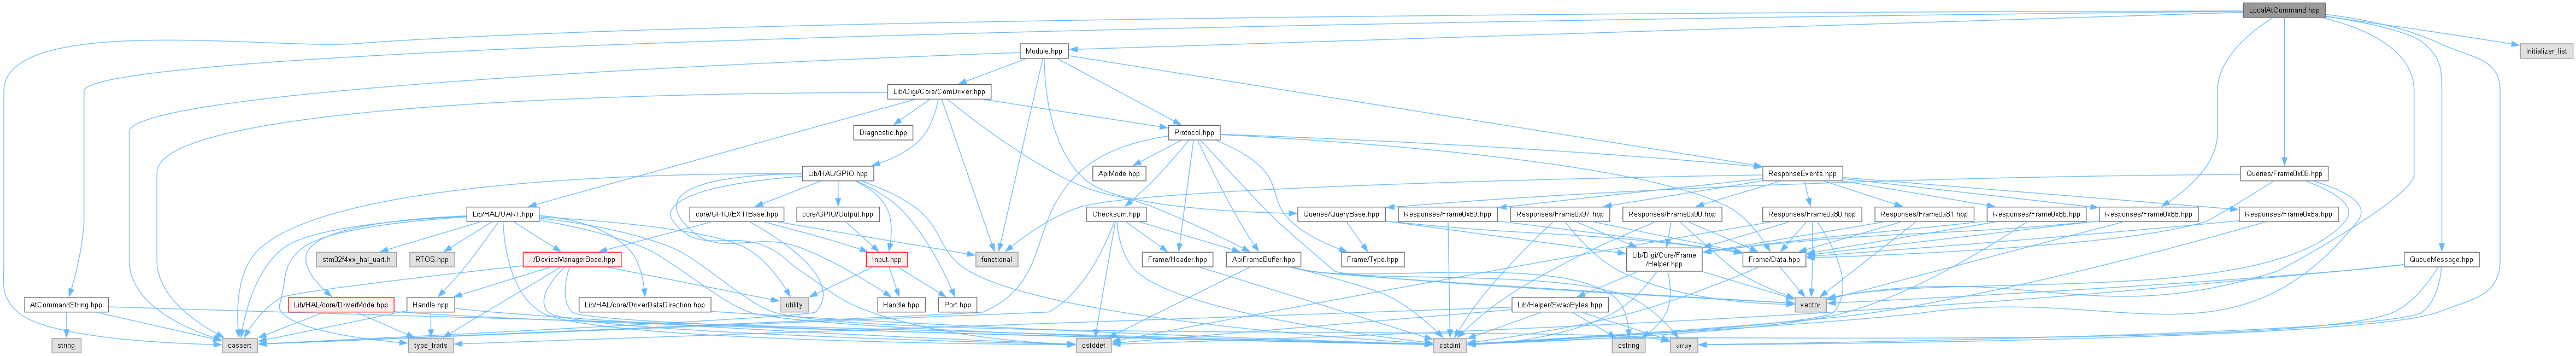 LocalAtCommand.hpp
Module.hpp
initializer_list
Lib/Digi/Core/ComDriver.hpp
Diagnostic.hpp
Protocol.hpp
Lib/HAL/GPIO.hpp
ApiMode.hpp
ResponseEvents.hpp
Queries/Frame0x08.hpp
Lib/HAL/UART.hpp
core/GPIO/EXTIBase.hpp
core/GPIO/Output.hpp
Checksum.hpp
Queries/QueryBase.hpp
Responses/Frame0x89.hpp
Responses/Frame0x97.hpp
Responses/Frame0x90.hpp
Responses/Frame0x80.hpp
Responses/Frame0x81.hpp
Responses/Frame0x8b.hpp
Responses/Frame0x88.hpp
Responses/Frame0x8a.hpp
stm32f4xx_hal_uart.h
RTOS.hpp
../DeviceManagerBase.hpp
Input.hpp
functional
Frame/Header.hpp
ApiFrameBuffer.hpp
Frame/Type.hpp
Lib/Digi/Core/Frame
/Helper.hpp
Frame/Data.hpp
QueueMessage.hpp
AtCommandString.hpp
Lib/HAL/core/DriverMode.hpp
Handle.hpp
Lib/HAL/core/DriverDataDirection.hpp
utility
Handle.hpp
Port.hpp
Lib/Helper/SwapBytes.hpp
vector
string
cassert
type_traits
cstddef
cstdint
cstring
array